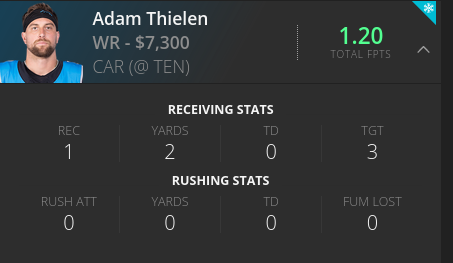 Adam Thielen
WR - $7,300
CAR (@ TEN)
1.20
TOTAL FPTS
RECEIVING STATS
REC YARDS TD TGT
1 2 0 3
RUSHING STATS
RUSH ATT YARDS TD FUM LOST
0 0 0 0